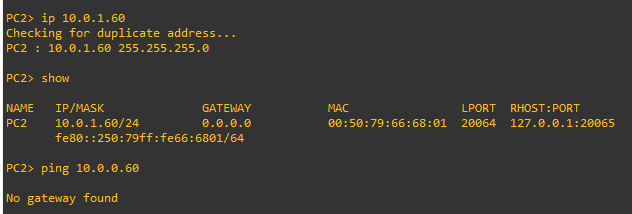 PC2> ip 10.0.1.60
Checking for duplicate address...
PC2 : 10.0.1.60 255.255.255.0
PC2> show
NAME   IP/MASK              GATEWAY           MAC                LPORT  RHOST:PORT
PC2    10.0.1.60/24         0.0.0.0           00:50:79:66:68:01  20064  127.0.0.1:20065
       fe80::250:79ff:fe66:6801/64
PC2> ping 10.0.0.60
No gateway found